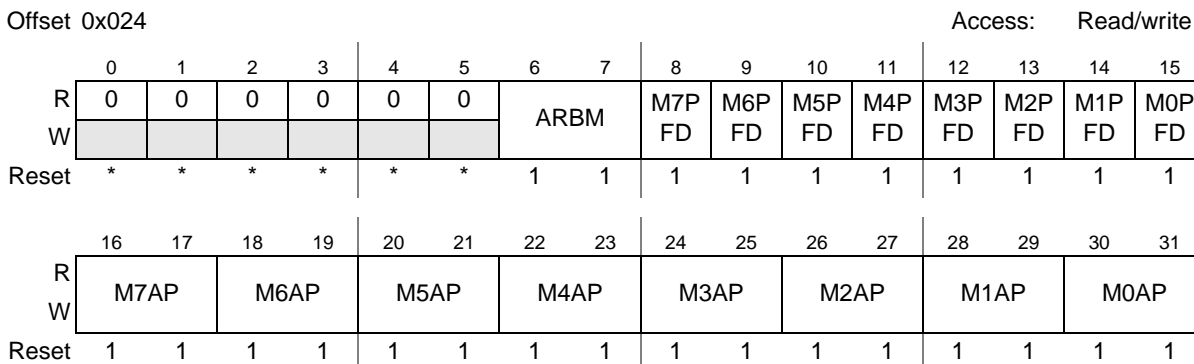 Offset 0x024 Access: Read/write
0 1 2 3 4 5 6 7 8 9 10 11 12 13 14 15
R 0 0 0 0 0 0 ARBM M7P FD M6P FD M5P FD M4P FD M3P FD M2P FD M1P FD M0P FD
W
Reset * * * * * * 1 1 1 1 1 1 1 1 1 1
16 17 18 19 20 21 22 23 24 25 26 27 28 29 30 31
R M7AP M6AP M5AP M4AP M3AP M2AP M1AP M0AP
W
Reset 1 1 1 1 1 1 1 1 1 1 1 1 1 1 1 1